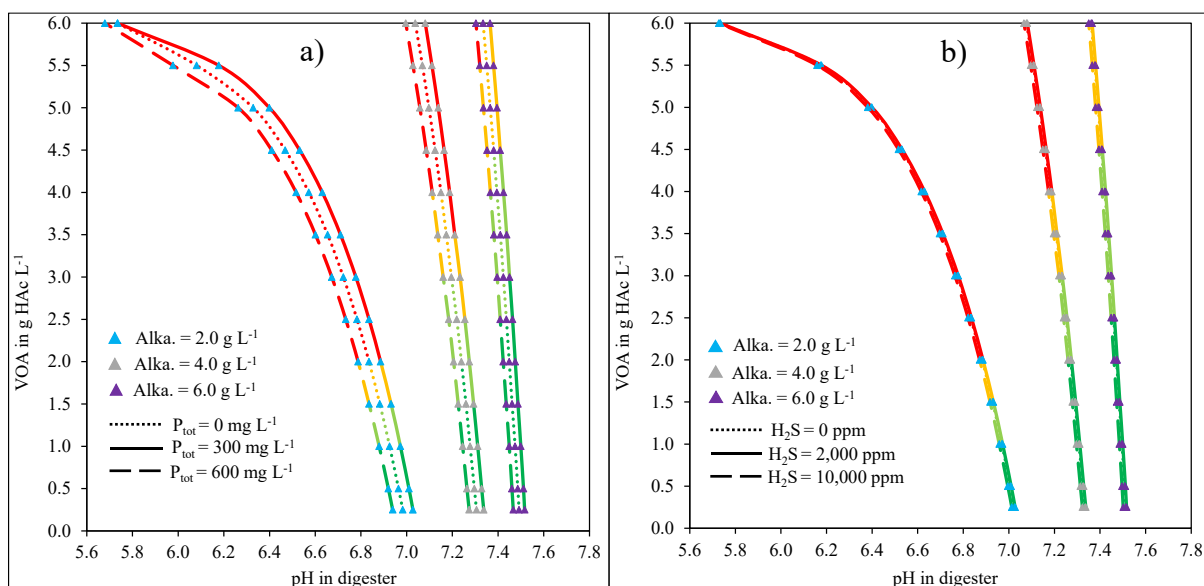 a)
6.0
5.5
5.0
4.5
4.0
3.5
3.0
2.5
2.0
1.5
1.0
0.5
0.0
VOA in g HAc L-1
Alka. = 2.0 g L-1
Alka. = 4.0 g L-1
Alka. = 6.0 g L-1
Ptot = 0 mg L-1
Ptot = 300 mg L-1
Ptot = 600 mg L-1
5.6 5.8 6.0 6.2 6.4 6.6 6.8 7.0 7.2 7.4 7.6 7.8
pH in digester
b)
6.0
5.5
5.0
4.5
4.0
3.5
3.0
2.5
2.0
1.5
1.0
0.5
0.0
VOA in g HAc L-1
Alka. = 2.0 g L-1
Alka. = 4.0 g L-1
Alka. = 6.0 g L-1
H2S = 0 ppm
H2S = 2,000 ppm
H2S = 10,000 ppm
5.6 5.8 6.0 6.2 6.4 6.6 6.8 7.0 7.2 7.4 7.6 7.8
pH in digester